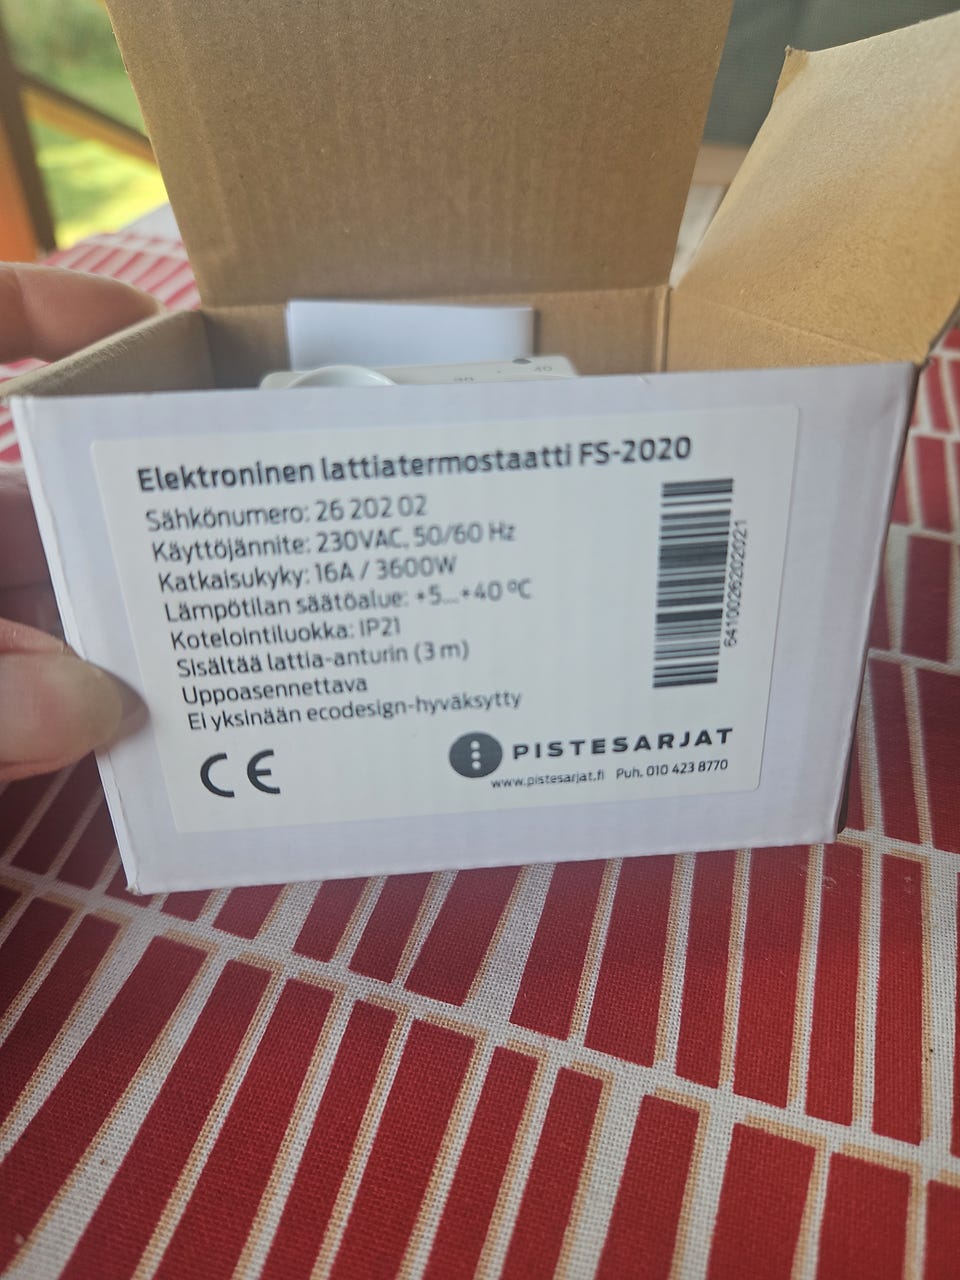 Elektroninen lattiatermostaatti FS-2020
Sähkönumero: 26 202 02
Käyttöjännite: 230VAC, 50/60 Hz
Katkaisukyky: 16A / 3600W
Lämpötilan säätöalue: +5...+40 ºC
Kotelointiluokka: IP21
Sisältää lattia-anturin (3 m)
Uppoasennettava
Ei yksinään ecodesign-hyväksytty
6410026202021
CE
PISTESARJAT
www.pistesarjat.fi Puh. 010 423 8770
30
40